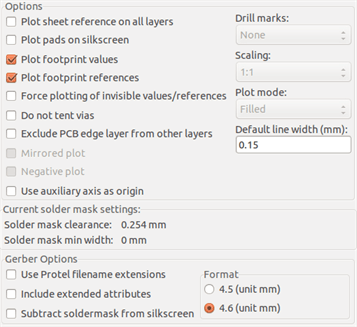 Options
Plot sheet reference on all layers
Plot pads on silkscreen
Plot footprint values
Plot footprint references
Force plotting of invisible values/references
Do not tent vias
Exclude PCB edge layer from other layers
Mirrored plot
Negative plot
Use auxiliary axis as origin
Drill marks:
None
Scaling:
1:1
Plot mode:
Filled
Default line width (mm):
0.15
Current solder mask settings:
Solder mask clearance: 0.254 mm
Solder mask min width: 0 mm
Gerber Options
Use Protel filename extensions
Include extended attributes
Subtract soldermask from silkscreen
Format
4.5 (unit mm)
4.6 (unit mm)